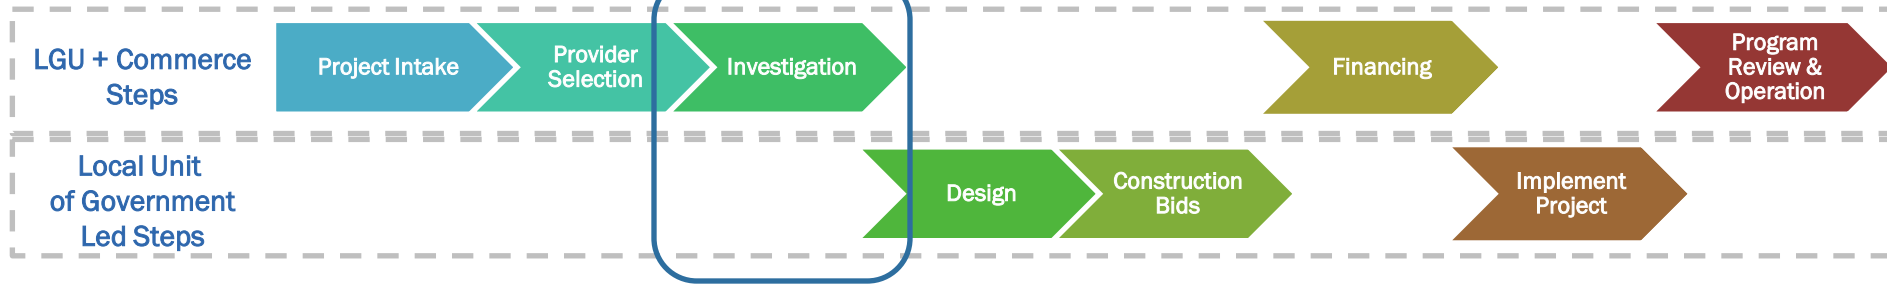 LGU + Commerce
Steps
Project Intake
Provider
Selection
Investigation
Financing
Program
Review &
Operation
Local Unit
of Government
Led Steps
Design
Construction
Bids
Implement
Project